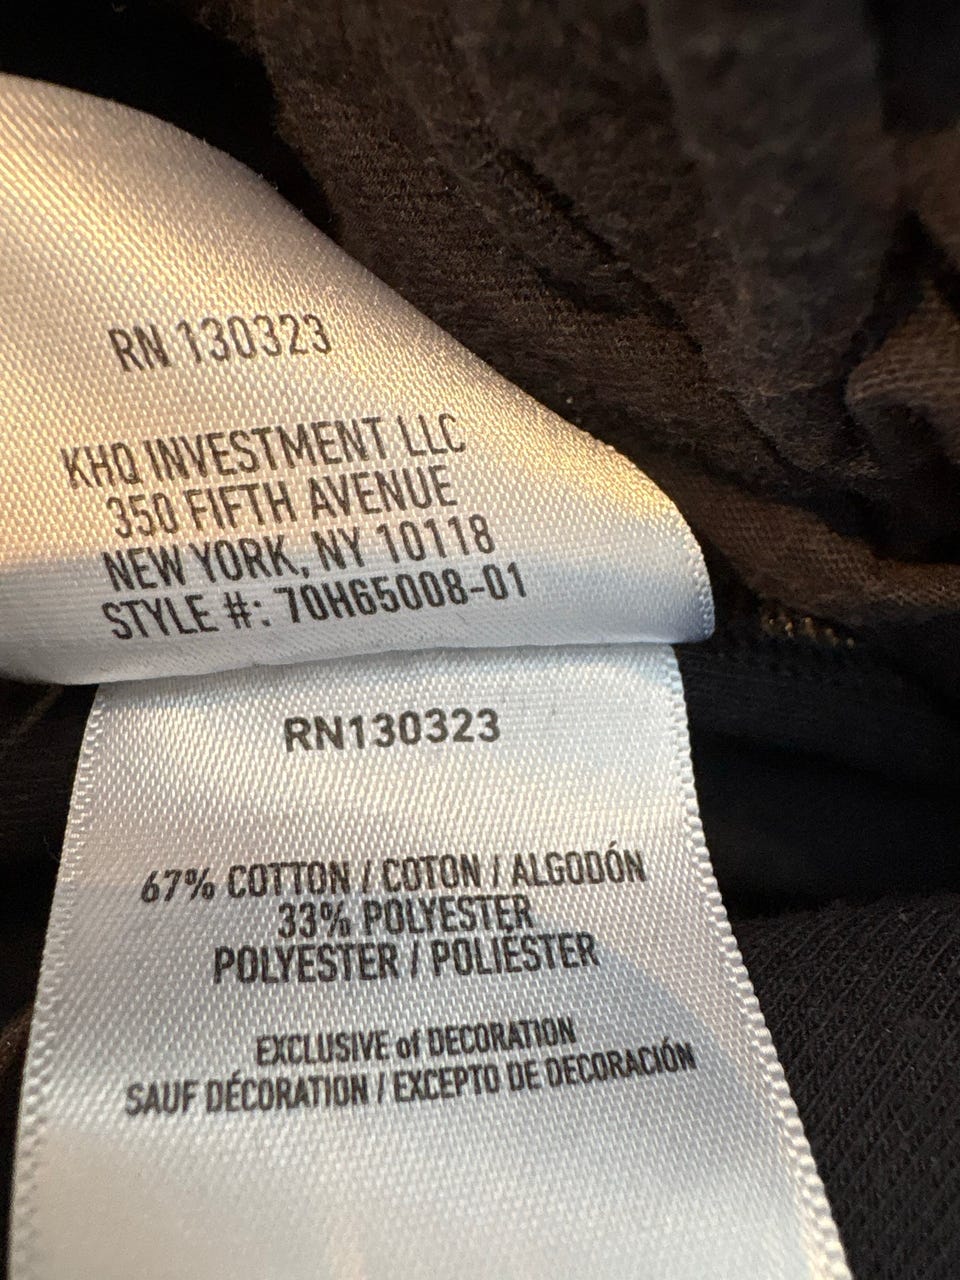 RN 130323
KHQ INVESTMENT LLC
350 FIFTH AVENUE
NEW YORK, NY 10118
STYLE #: 70H65008-01
RN130323
67% COTTON / COTON / ALGODÓN
33% POLYESTER
POLYESTER / POLIÉSTER
EXCLUSIVE of DECORATION
SAUF DÉCORATION / EXCEPTO DE DECORACIÓN